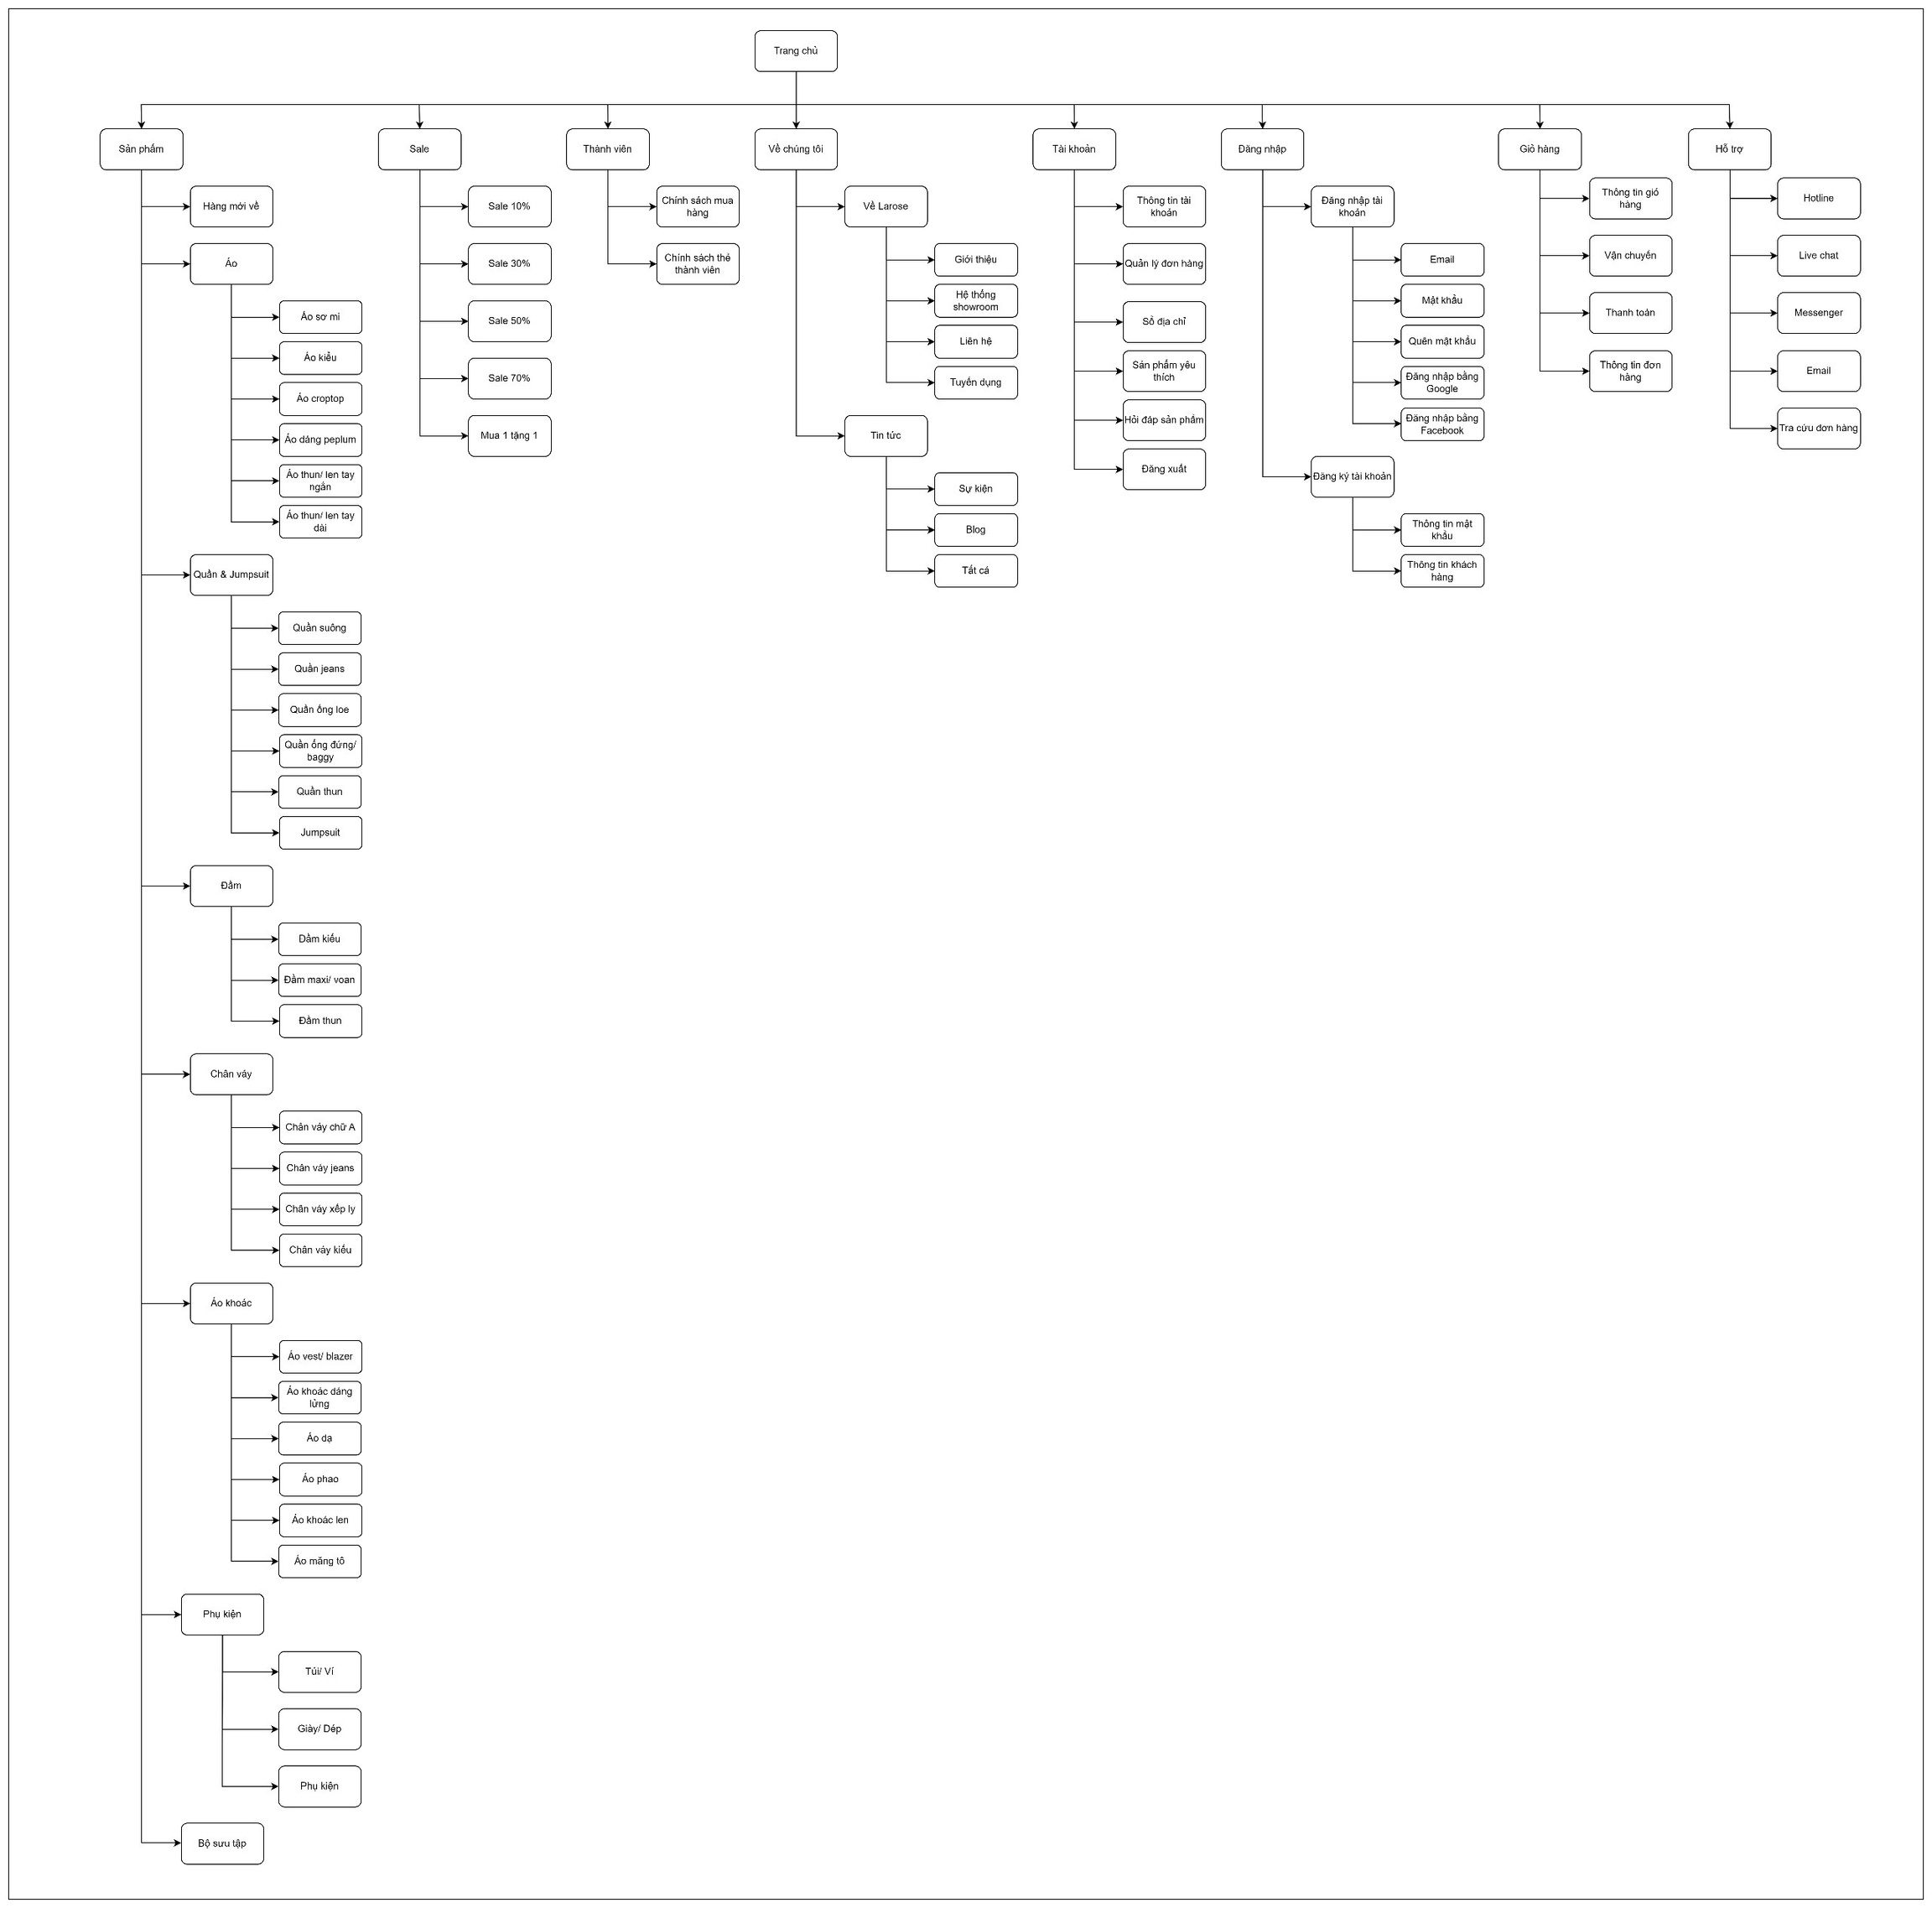 Trang chủ
Sản phẩm
Sale
Thành viên
Về chúng tôi
Tài khoản
Đăng nhập
Giỏ hàng
Hỗ trợ
Hàng mới về
Áo
Áo sơ mi
Áo kiểu
Áo croptop
Áo dáng peplum
Áo thun/ len tay
ngắn
Áo thun/ len tay
dài
Quần & Jumpsuit
Quần suông
Quần jeans
Quần ống loe
Quần ống đứng/
baggy
Quần thun
Jumpsuit
Đầm
Dầm kiểu
Đầm maxi/ voan
Đầm thun
Chân váy
Chân váy chữ A
Chân váy jeans
Chân váy xếp ly
Chân váy kiểu
Áo khoác
Áo vest/ blazer
Áo khoác dáng
lửng
Áo dạ
Áo phao
Áo khoác len
Áo măng tô
Phụ kiện
Túi/ Ví
Giày/ Dép
Phụ kiện
Bộ sưu tập
Sale 10%
Sale 30%
Sale 50%
Sale 70%
Mua 1 tặng 1
Chính sách mua
hàng
Chính sách thẻ
thành viên
Về Larose
Giới thiệu
Hệ thống
showroom
Liên hệ
Tuyển dụng
Tin tức
Sự kiện
Blog
Tất cả
Thông tin tài
khoản
Quản lý đơn hàng
Sổ địa chỉ
Sản phẩm yêu
thích
Hỏi đáp sản phẩm
Đăng xuất
Đăng nhập tài
khoản
Email
Mật khẩu
Quên mật khẩu
Đăng nhập bằng
Google
Đăng nhập bằng
Facebook
Đăng ký tài khoản
Thông tin mật
khẩu
Thông tin khách
hàng
Thông tin giỏ
hàng
Vận chuyển
Thanh toán
Thông tin đơn
hàng
Hotline
Live chat
Messenger
Email
Tra cứu đơn hàng